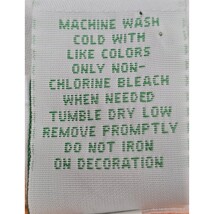 MACHINE WASH
COLD WITH
LIKE COLORS
ONLY NON-
CHLORINE BLEACH
WHEN NEEDED
TUMBLE DRY LOW
REMOVE PROMPTLY
DO NOT IRON
ON DECORATION